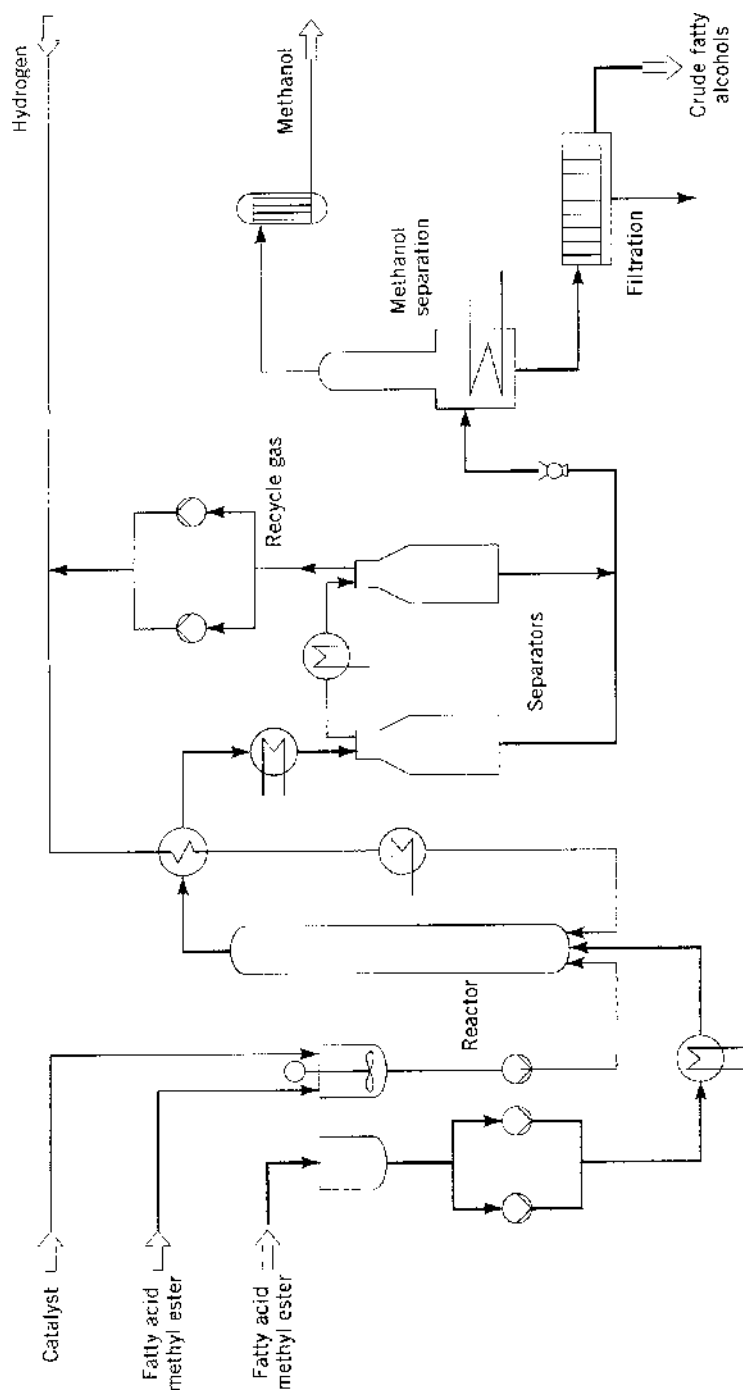 Catalyst
Fatty acid
methyl ester
Fatty acid
methyl ester
Reactor
Separators
Recycle gas
Methanol
separation
Methanol
Filtration
Crude fatty
alcohols
Hydrogen